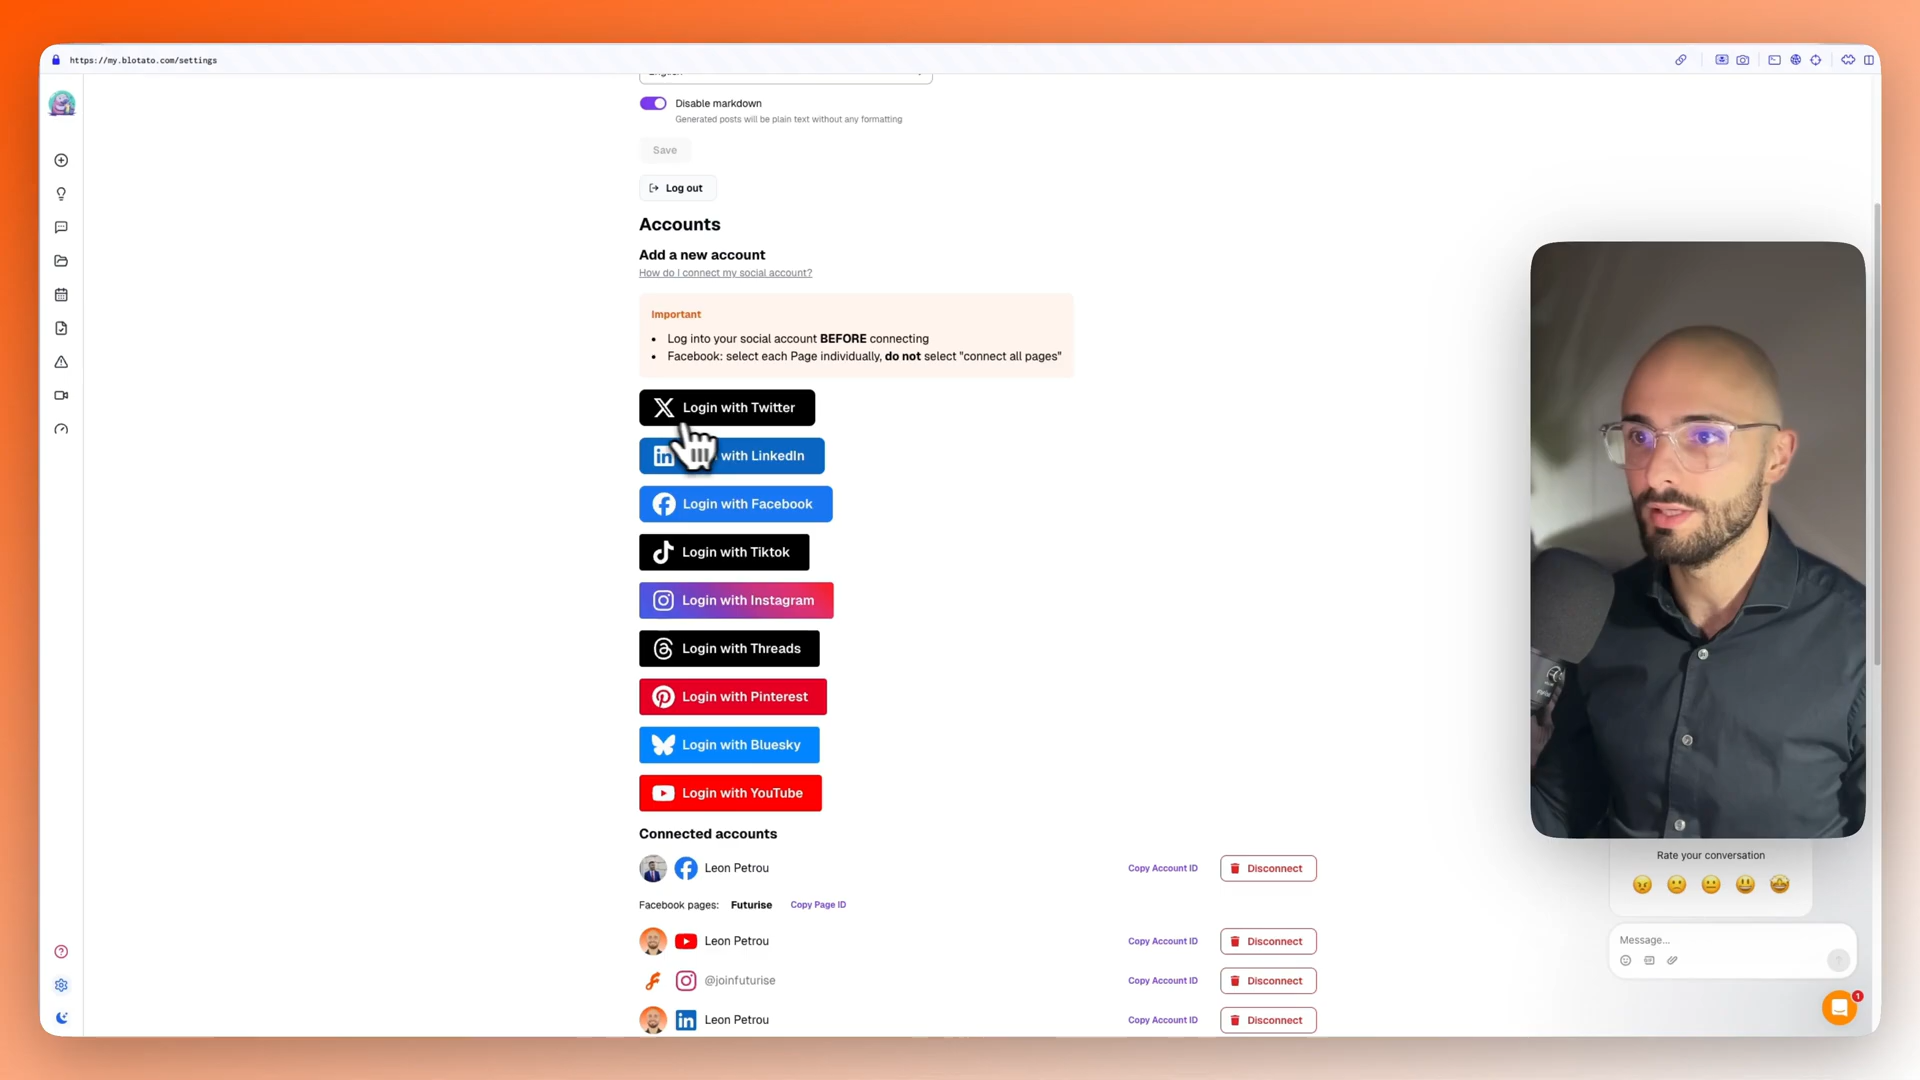 https://my.blotato.com/settings
English
Disable markdown
Generated posts will be plain text without any formatting
Save
Log out
Accounts
Add a new account
How do I connect my social account?
Important
• Log into your social account BEFORE connecting
• Facebook: select each Page individually, do not select "connect all pages"
Login with Twitter
with LinkedIn
Login with Facebook
Login with Tiktok
Login with Instagram
Login with Threads
Login with Pinterest
Login with Bluesky
Login with YouTube
Connected accounts
Leon Petrou Copy Account ID Disconnect
Facebook pages: Futurise Copy Page ID
Leon Petrou Copy Account ID Disconnect
@joinfuturise Copy Account ID Disconnect
Leon Petrou Copy Account ID Disconnect
Rate your conversation
Message...
1